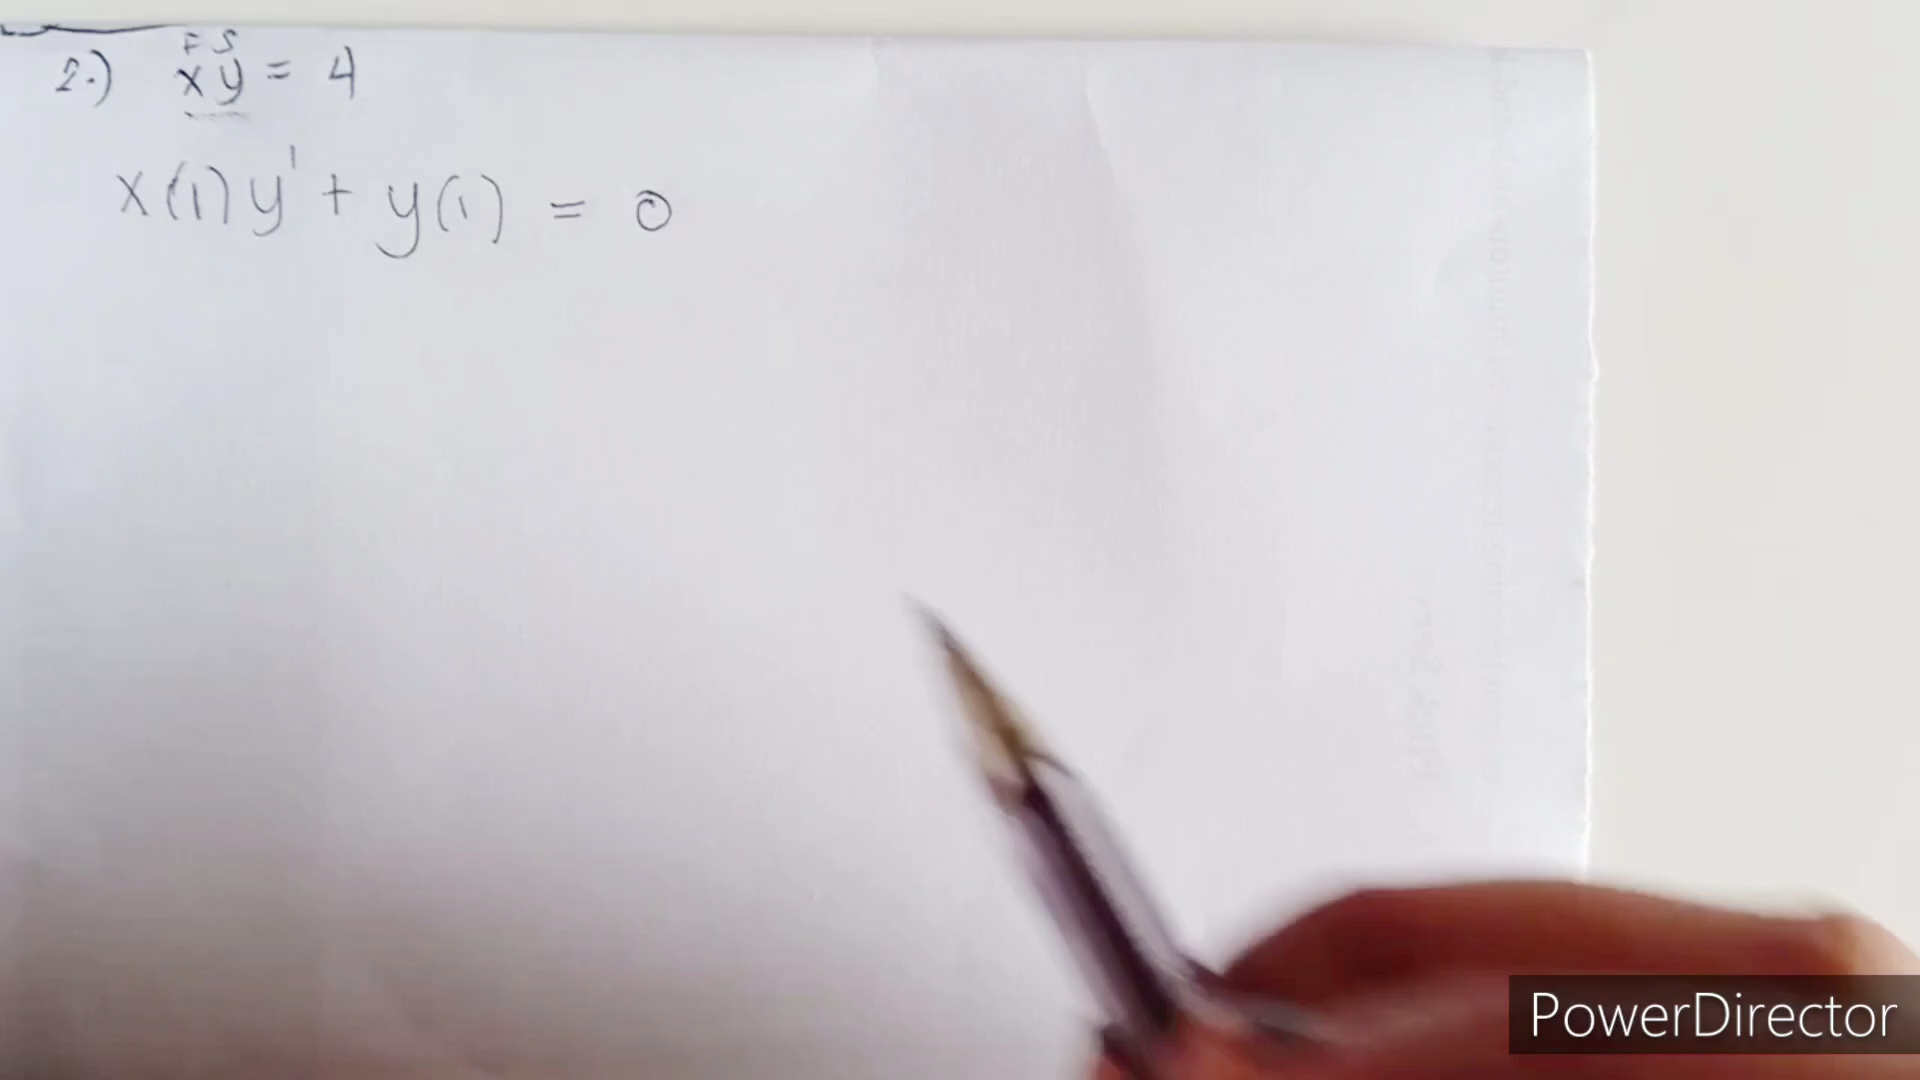 F S
2.) xy = 4
x(1)y' + y(1) = 0
PowerDirector